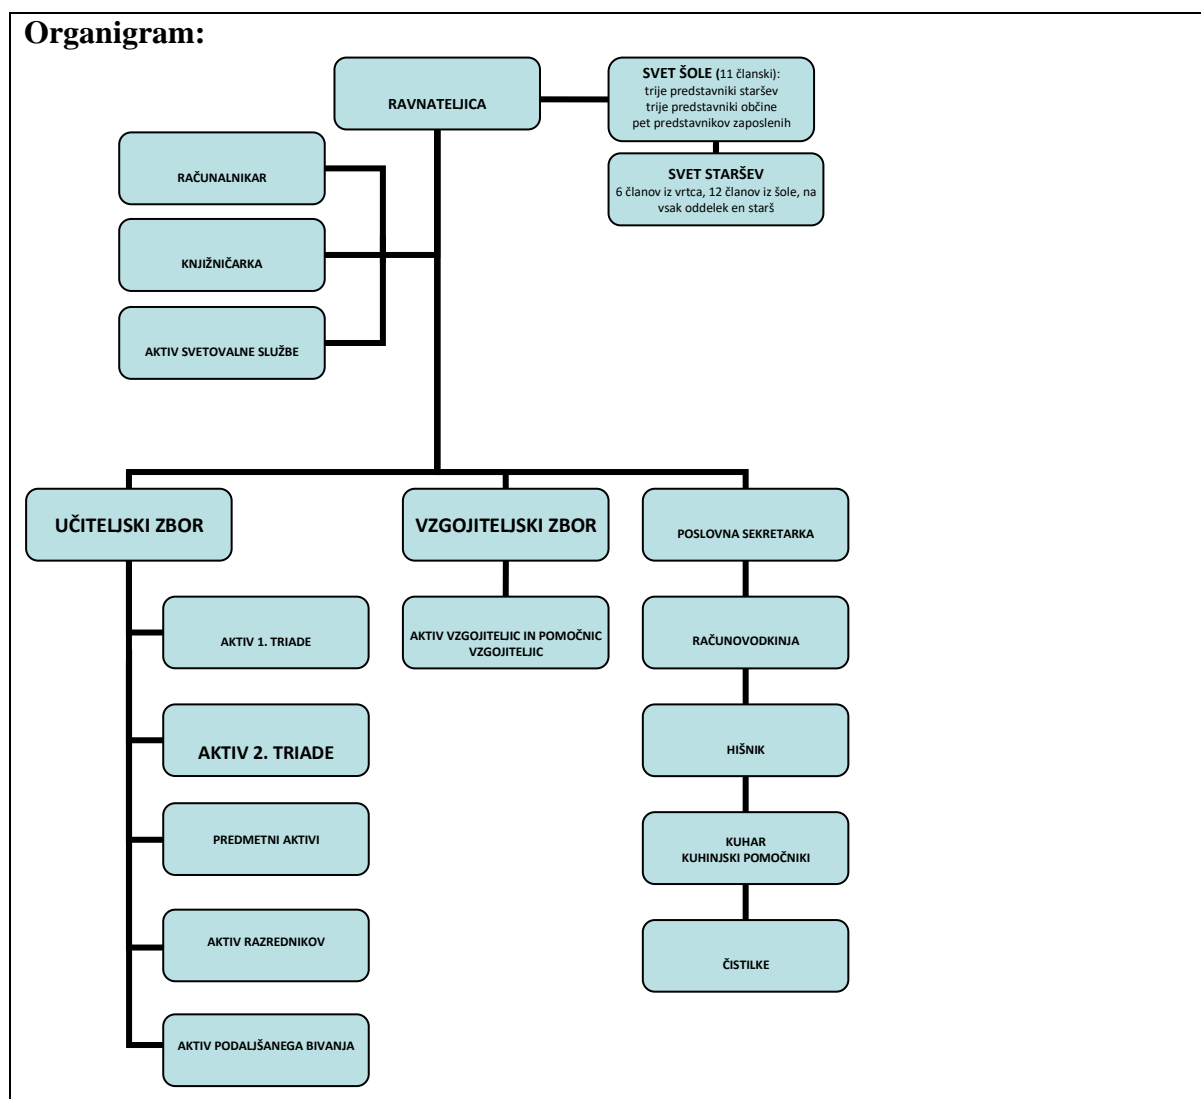 Organigram:
RAVNATELJICA
SVET ŠOLE (11 članski):
trije predstavniki staršev
trije predstavniki občine
pet predstavnikov zaposlenih
SVET STARŠEV
6 članov iz vrtca, 12 članov iz šole, na
vsak oddelek en starš
RAČUNALNIKAR
KNJIŽNIČARKA
AKTIV SVETOVALNE SLUŽBE
UČITELJSKI ZBOR
VZGOJITELJSKI ZBOR
POSLOVNA SEKRETARKA
AKTIV 1. TRIADE
AKTIV 2. TRIADE
PREDMETNI AKTIVI
AKTIV RAZREDNIKOV
AKTIV PODALJŠANEGA BIVANJA
AKTIV VZGOJITELJIC IN POMOČNIC
VZGOJITELJIC
RAČUNOVODKINJA
HIŠNIK
KUHAR
KUHINJSKI POMOČNIKI
ČISTILKE